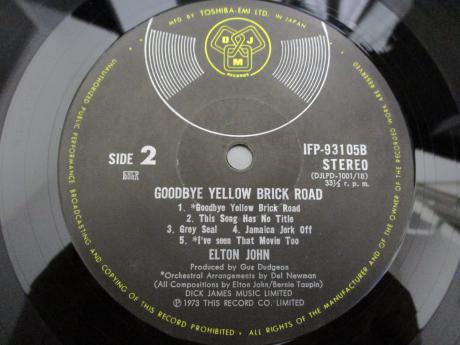 MFD. BY TOSHIBA-EMI LTD. IN JAPAN
D J M
RECORDS
IFP-93105B
SIDE 2
STEREO
(DJLPD-1001/18)
33⅓ r. p. m.
GOODBYE YELLOW BRICK ROAD
1. *Goodbye Yellow Brick Road
2. This Song Has No Title
3. Grey Seal 4. Jamaica Jerk Off
5. *I've seen That Movie Too
ELTON JOHN
Produced by Gus Dudgeon
*Orchestral Arrangements by Del Newman
(All Compositions by Elton John/Bernie Taupin)
DICK JAMES MUSIC LIMITED
Ⓟ1973 THIS RECORD CO. LIMITED
UNAUTHORIZED PUBLIC PERFORMANCE BROADCASTING AND COPYING OF THIS RECORD PROHIBITED • ALL RIGHTS OF THE MANUFACTURER AND OF THE OWNER OF THE RECORDED WORK ARE RESERVED